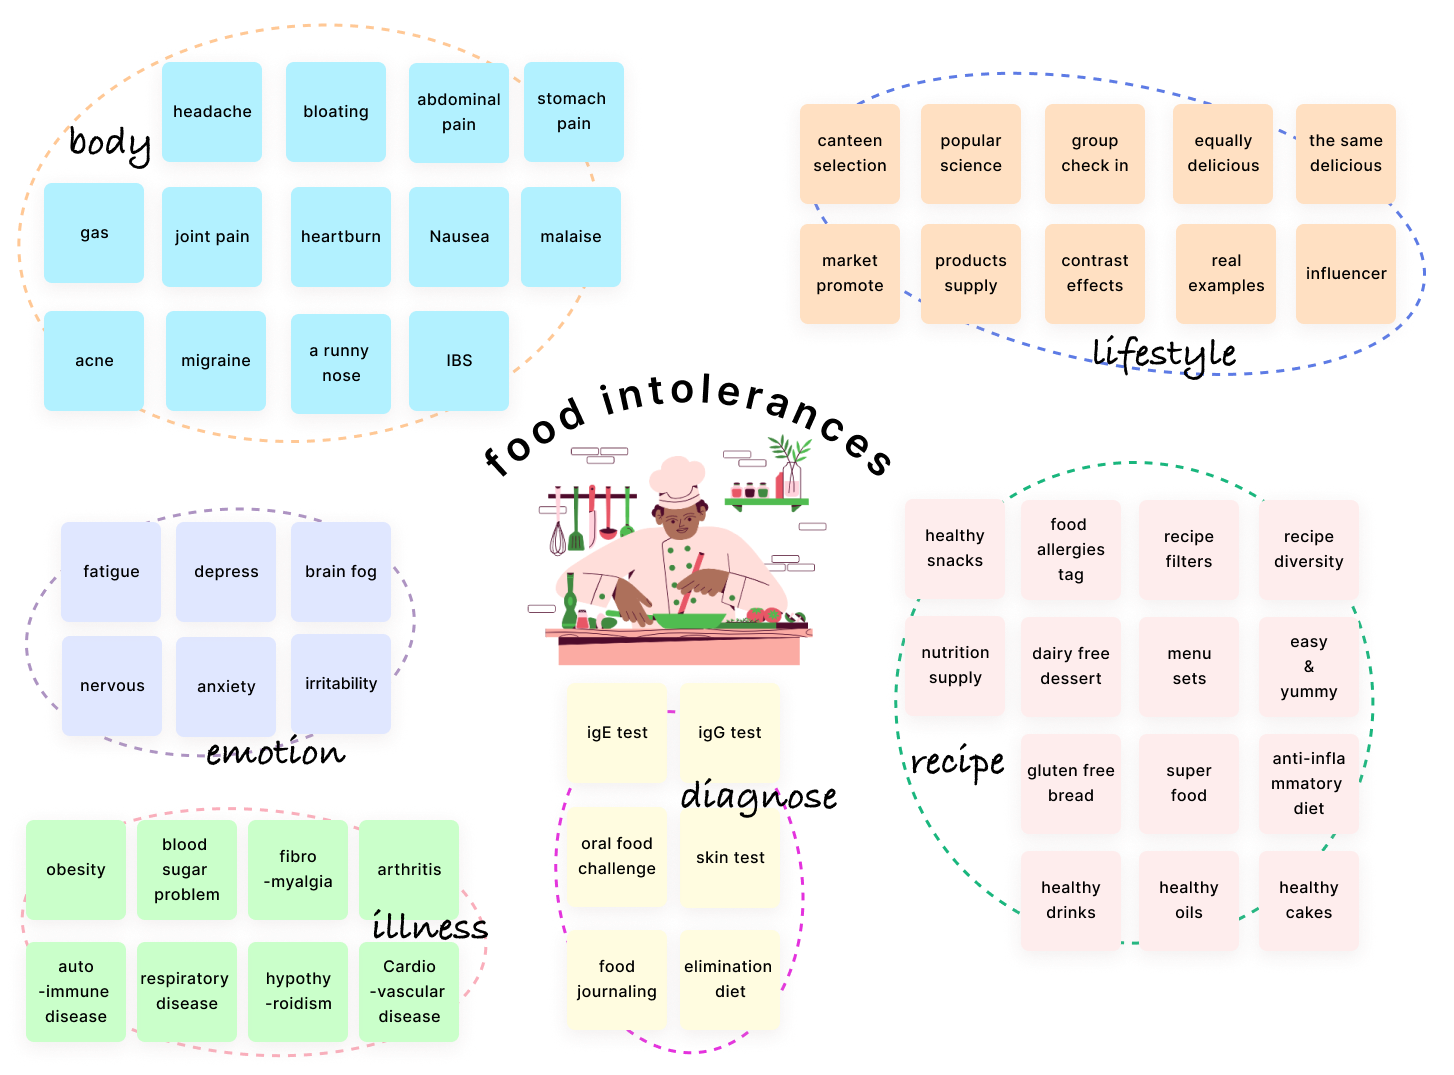 body
headache
bloating
abdominal
pain
stomach
pain
gas
joint pain
heartburn
Nausea
malaise
acne
migraine
a runny
nose
IBS
canteen
selection
popular
science
group
check in
equally
delicious
the same
delicious
market
promote
products
supply
contrast
effects
real
examples
influencer
lifestyle
food intolerances
fatigue
depress
brain fog
nervous
anxiety
irritability
emotion
healthy
snacks
food
allergies
tag
recipe
filters
recipe
diversity
nutrition
supply
dairy free
dessert
menu
sets
easy
&
yummy
recipe
gluten free
bread
super
food
anti-infla
mmatory
diet
healthy
drinks
healthy
oils
healthy
cakes
igE test
igG test
diagnose
oral food
challenge
skin test
food
journaling
elimination
diet
obesity
blood
sugar
problem
fibro
-myalgia
arthritis
illness
auto
-immune
disease
respiratory
disease
hypothy
-roidism
Cardio
-vascular
disease